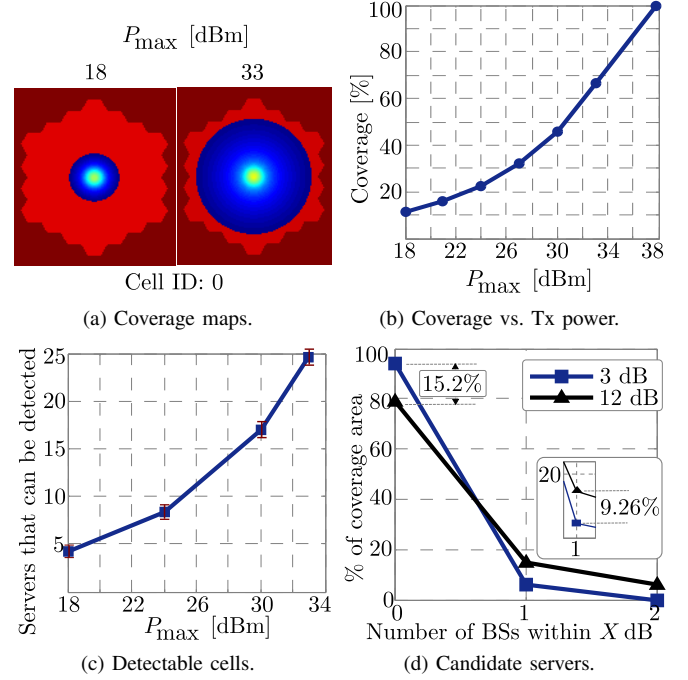 P_max [dBm]
18 33
Cell ID: 0
(a) Coverage maps.
100
80
60
40
20
Coverage [%]
18 22 26 30 34 38
P_max [dBm]
(b) Coverage vs. Tx power.
25
20
15
10
5
Servers that can be detected
18 22 26 30 34
P_max [dBm]
(c) Detectable cells.
100
80
60
40
20
0
% of coverage area
15.2%
3 dB
12 dB
20
9.26%
1
0 1 2
Number of BSs within X dB
(d) Candidate servers.